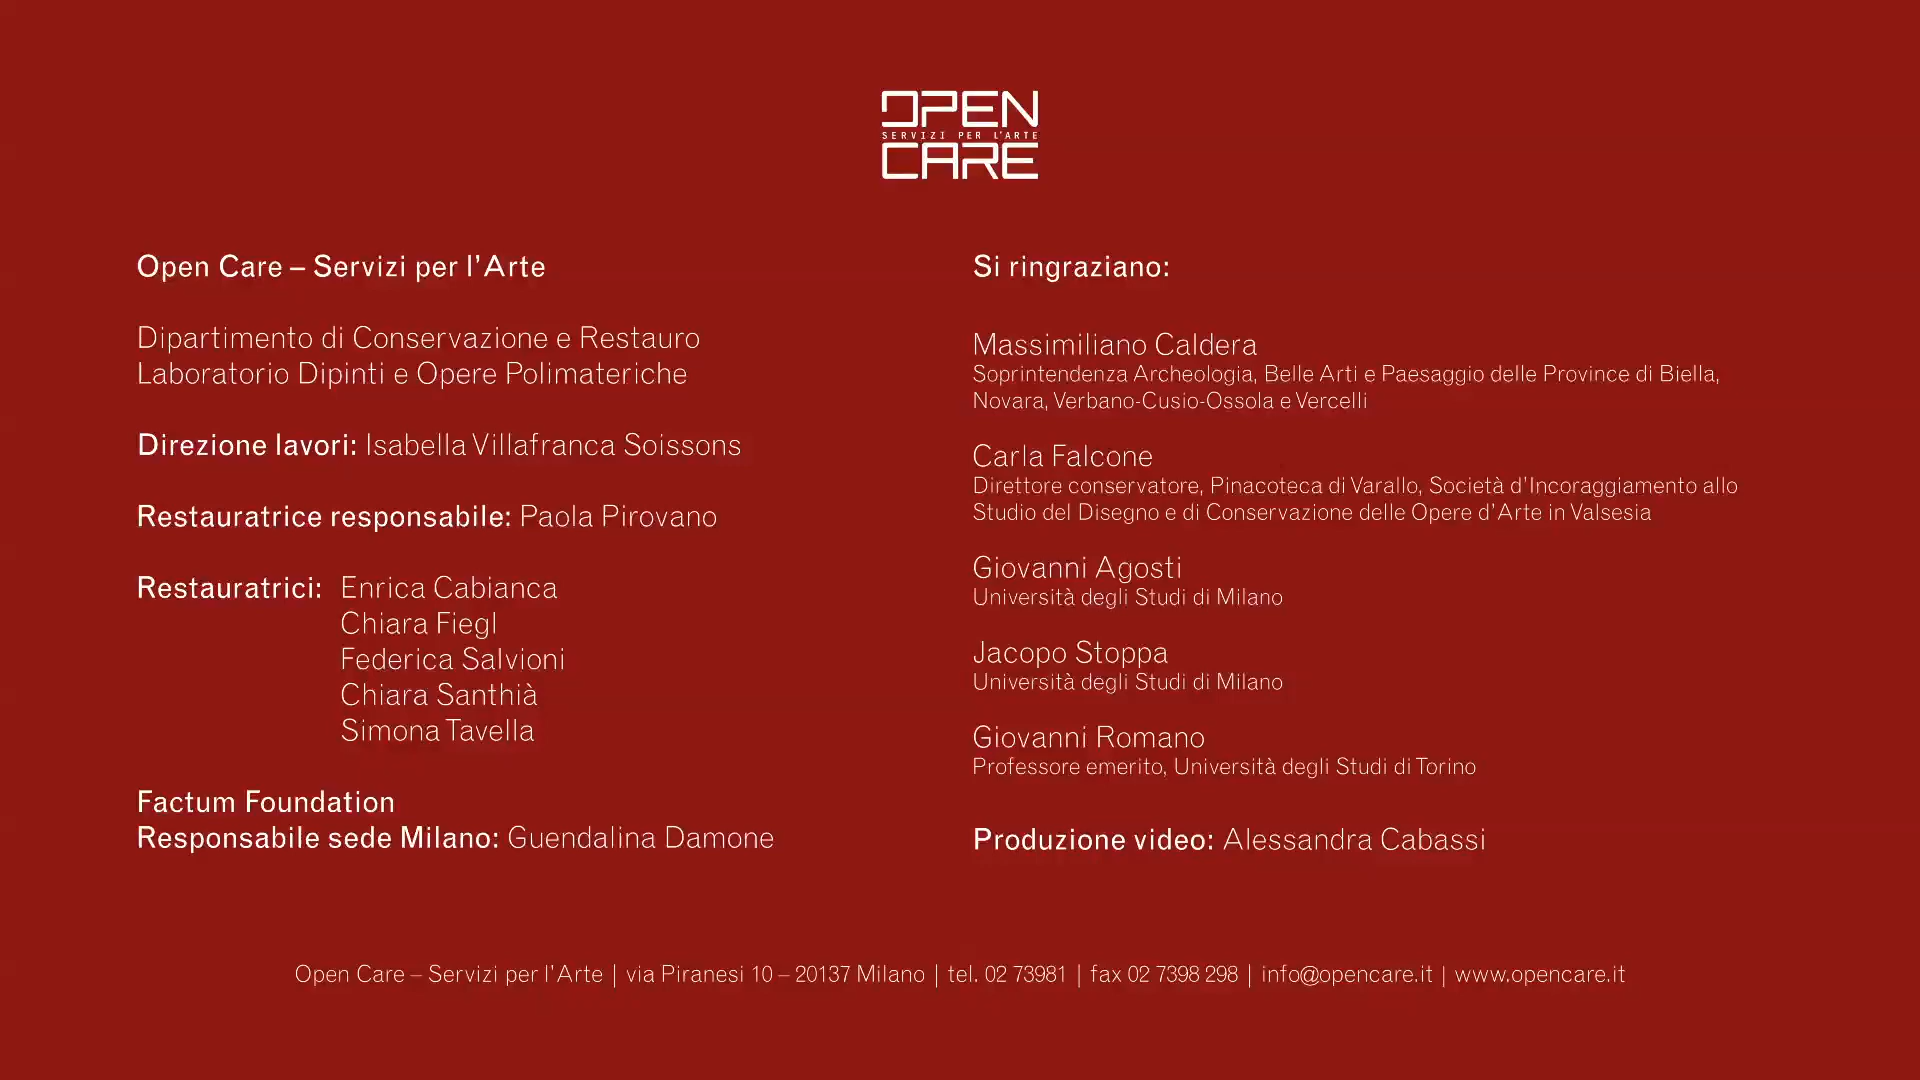 OPEN
SERVIZI PER L'ARTE
CARE
Open Care – Servizi per l'Arte
Dipartimento di Conservazione e Restauro
Laboratorio Dipinti e Opere Polimateriche
Direzione lavori: Isabella Villafranca Soissons
Restauratrice responsabile: Paola Pirovano
Restauratrici: Enrica Cabianca
Chiara Fiegl
Federica Salvioni
Chiara Santhià
Simona Tavella
Factum Foundation
Responsabile sede Milano: Guendalina Damone
Si ringraziano:
Massimiliano Caldera
Soprintendenza Archeologia, Belle Arti e Paesaggio delle Province di Biella,
Novara, Verbano-Cusio-Ossola e Vercelli
Carla Falcone
Direttore conservatore, Pinacoteca di Varallo, Società d'Incoraggiamento allo
Studio del Disegno e di Conservazione delle Opere d'Arte in Valsesia
Giovanni Agosti
Università degli Studi di Milano
Jacopo Stoppa
Università degli Studi di Milano
Giovanni Romano
Professore emerito, Università degli Studi di Torino
Produzione video: Alessandra Cabassi
Open Care – Servizi per l'Arte | via Piranesi 10 – 20137 Milano | tel. 02 73981 | fax 02 7398 298 | info@opencare.it | www.opencare.it